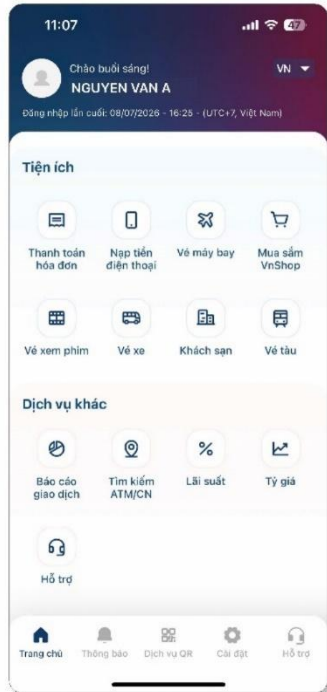 11:07
47
Chào buổi sáng!
VN
NGUYEN VAN A
Đăng nhập lần cuối: 08/07/2026 - 16:25 - (UTC+7, Việt Nam)
Tiện ích
Thanh toán
hóa đơn
Nạp tiền
điện thoại
Vé máy bay
Mua sắm
VnShop
Vé xem phim
Vé xe
Khách sạn
Vé tàu
Dịch vụ khác
Báo cáo
giao dịch
Tìm kiếm
ATM/CN
Lãi suất
Tỷ giá
Hỗ trợ
Trang chủ
Thông báo
Dịch vụ QR
Cài đặt
Hỗ trợ